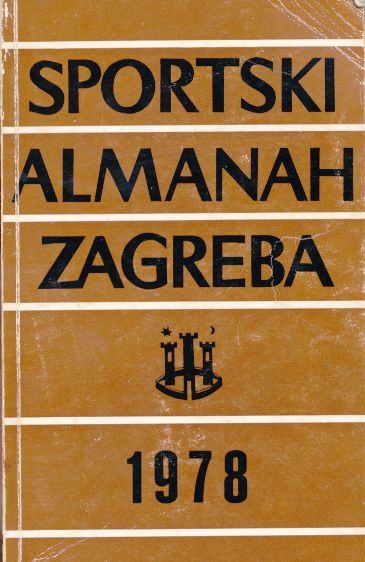 SPORTSKI
ALMANAH
ZAGREBA
1978